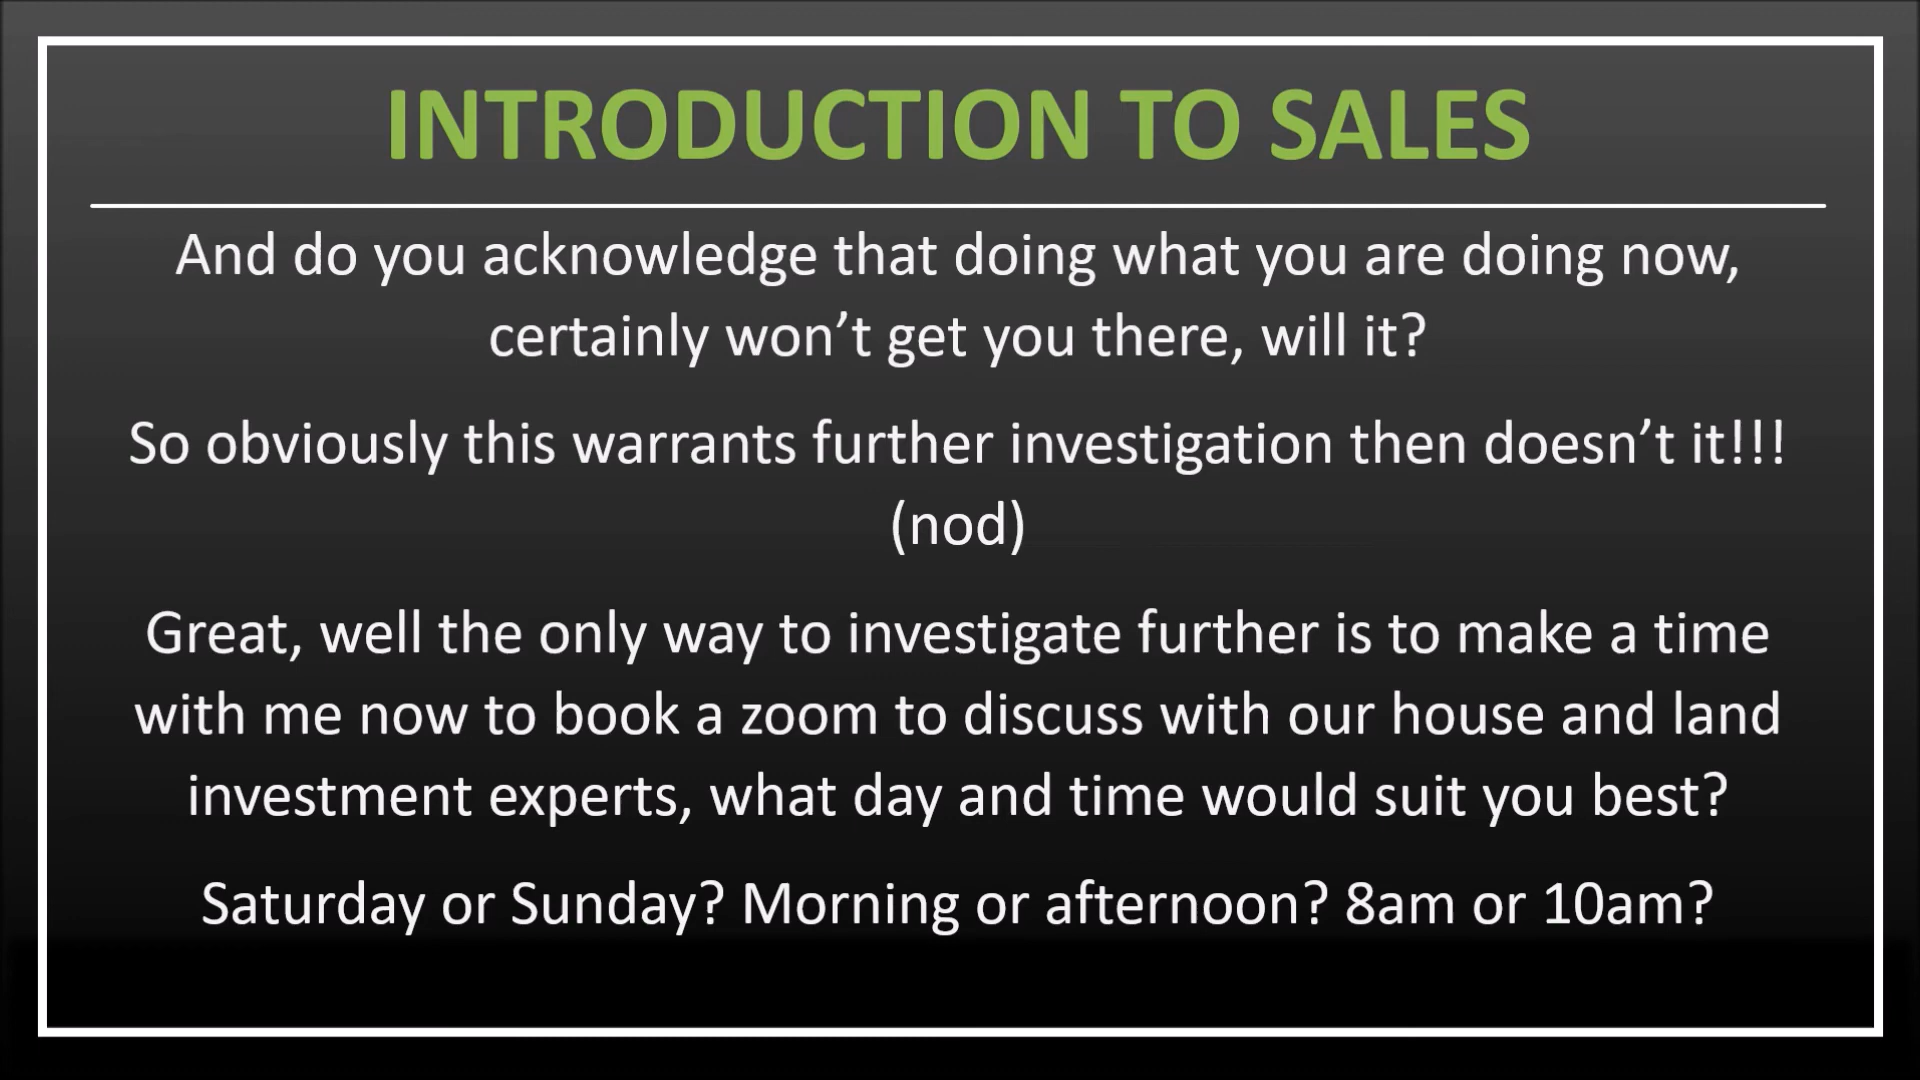 INTRODUCTION TO SALES
And do you acknowledge that doing what you are doing now,
certainly won’t get you there, will it?
So obviously this warrants further investigation then doesn’t it!!!
(nod)
Great, well the only way to investigate further is to make a time
with me now to book a zoom to discuss with our house and land
investment experts, what day and time would suit you best?
Saturday or Sunday? Morning or afternoon? 8am or 10am?